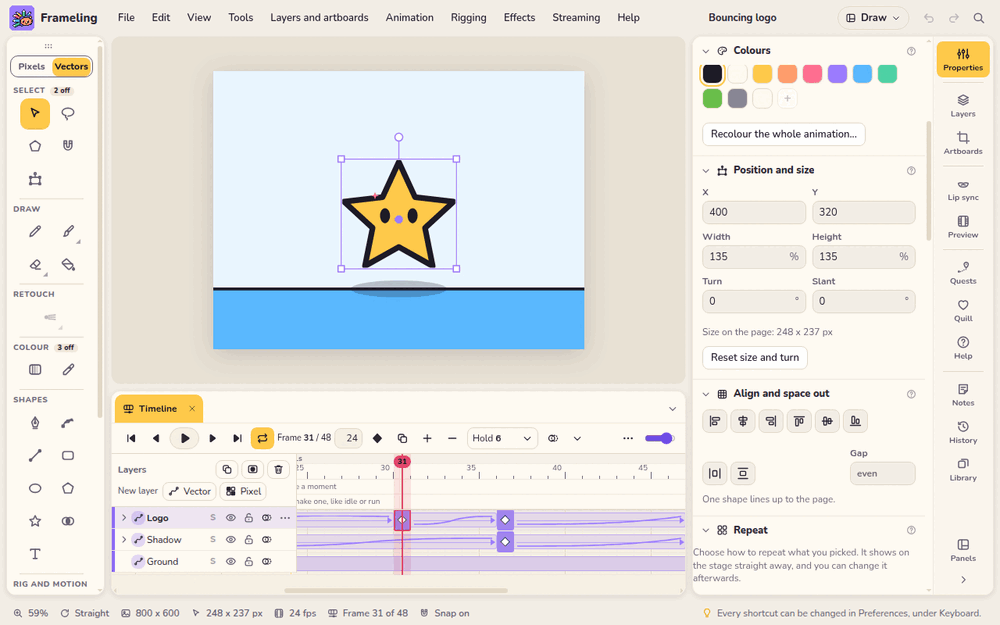 Frameling File Edit View Tools Layers and artboards Animation Rigging Effects Streaming Help Bouncing logo Draw
Pixels Vectors
SELECT 2 off
DRAW
RETOUCH
COLOUR 3 off
SHAPES
RIG AND MOTION
Timeline
Frame 31 / 48 24 Hold 6
Layers
New layer Vector Pixel
30 31 35 40 45
a moment
make one, like idle or run
Logo S
Shadow S
Ground S
Colours
Recolour the whole animation...
Position and size
X Y
400 320
Width Height
135 % 135 %
Turn Slant
0 ° 0 °
Size on the page: 248 x 237 px
Reset size and turn
Align and space out
Gap
even
One shape lines up to the page.
Repeat
Choose how to repeat what you picked. It shows on
the stage straight away, and you can change it
afterwards.
Properties
Layers
Artboards
Lip sync
Preview
Quests
Quill
Help
Notes
History
Library
Panels
59% Straight 800 x 600 248 x 237 px 24 fps Frame 31 of 48 Snap on Every shortcut can be changed in Preferences, under Keyboard.